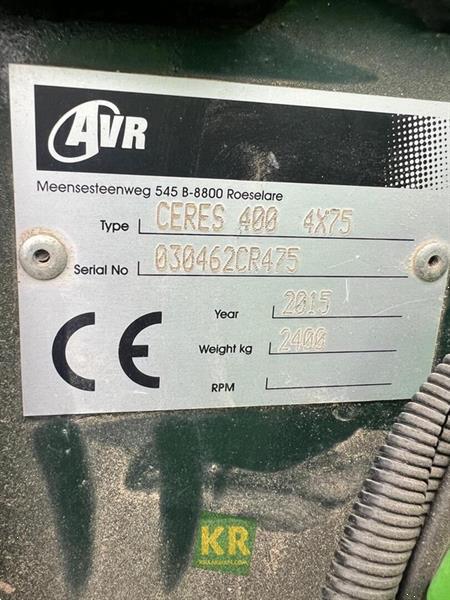 AVR
Meensesteenweg 545 B-8800 Roeselare
Type CERES 400 4X75
Serial No 030462CR475
Year 2015
Weight kg 2400
RPM
CE
KR